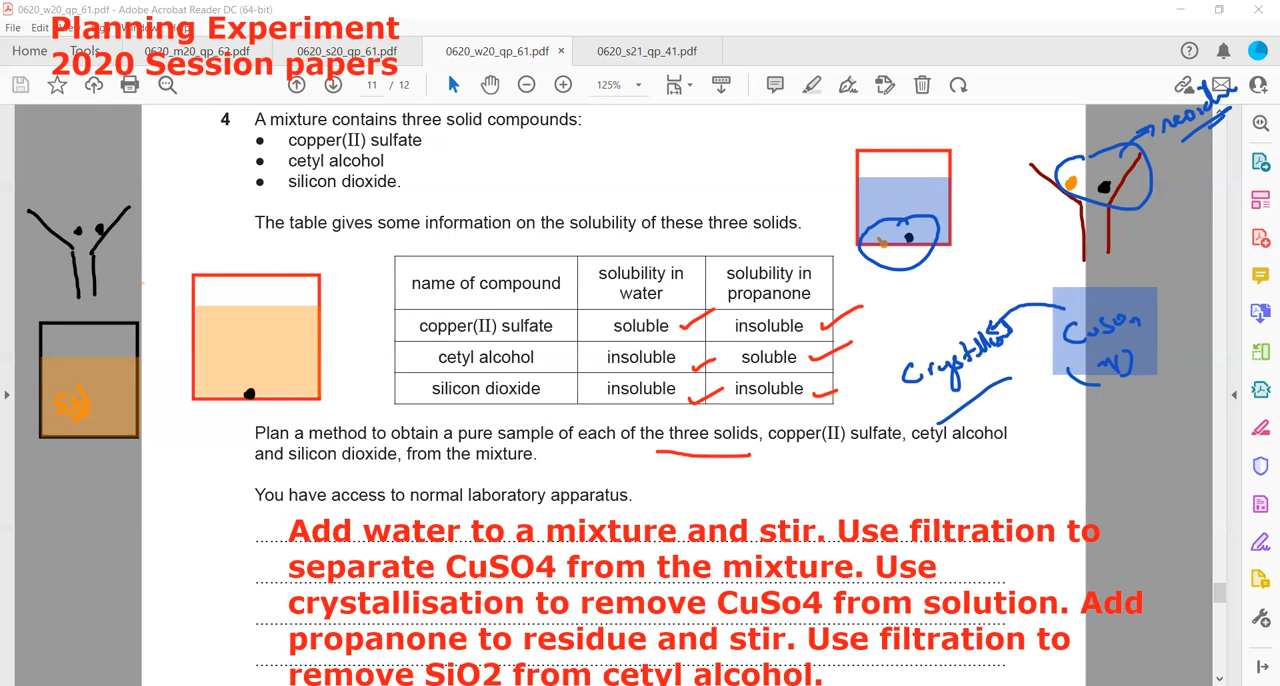 0620_w20_qp_61.pdf - Adobe Acrobat Reader DC (64-bit)
Planning Experiment
2020 Session papers
File Edit
Home Tools 0620_m20_qp_62.pdf 0620_s20_qp_61.pdf 0620_w20_qp_61.pdf × 0620_s21_qp_41.pdf
11 / 12 125%
4 A mixture contains three solid compounds:
● copper(II) sulfate
● cetyl alcohol
● silicon dioxide.
residue
The table gives some information on the solubility of these three solids.
name of compound solubility in water solubility in propanone
copper(II) sulfate soluble insoluble
cetyl alcohol insoluble soluble
silicon dioxide insoluble insoluble
Plan a method to obtain a pure sample of each of the three solids, copper(II) sulfate, cetyl alcohol
and silicon dioxide, from the mixture.
You have access to normal laboratory apparatus.
Add water to a mixture and stir. Use filtration to
separate CuSO4 from the mixture. Use
crystallisation to remove CuSo4 from solution. Add
propanone to residue and stir. Use filtration to
remove SiO2 from cetyl alcohol.